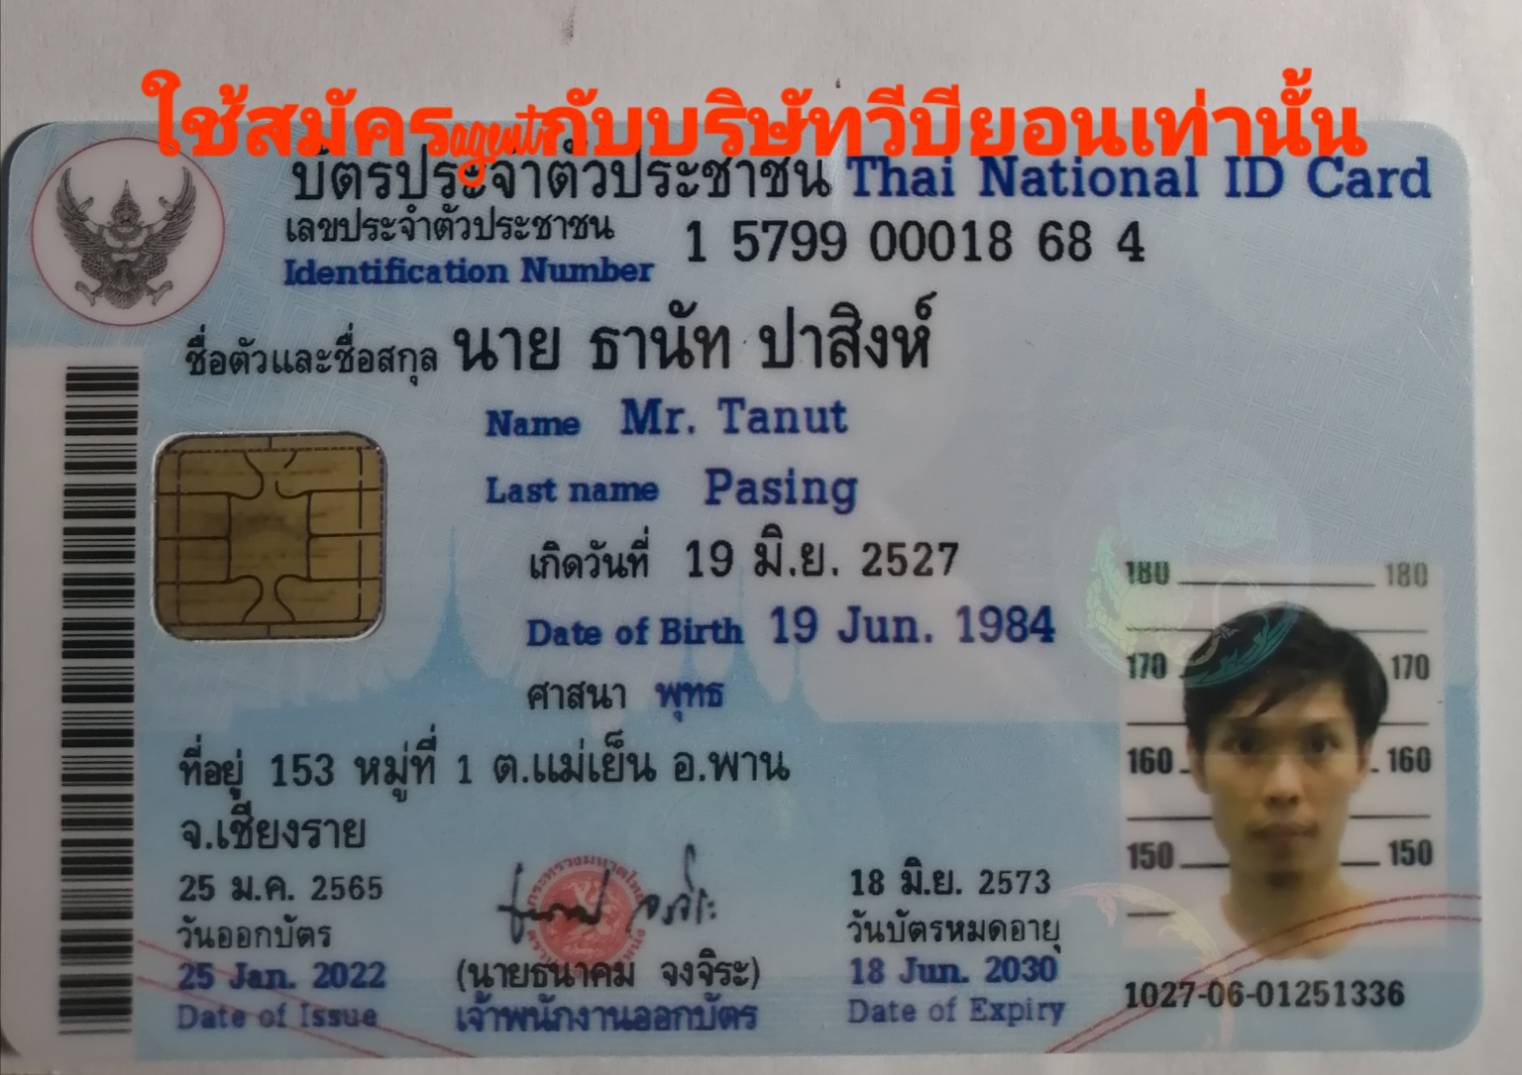 ใช้สมัครagentกับบริษัทวีบียอนเท่านั้น
บัตรประจำตัวประชาชน Thai National ID Card
เลขประจำตัวประชาชน 1 5799 00018 68 4
Identification Number
ชื่อตัวและชื่อสกุล นาย ธานัท ปาสิงห์
Name Mr. Tanut
Last name Pasing
เกิดวันที่ 19 มิ.ย. 2527
Date of Birth 19 Jun. 1984
ศาสนา พุทธ
ที่อยู่ 153 หมู่ที่ 1 ต.แม่เย็น อ.พาน
จ.เชียงราย
25 ม.ค. 2565
วันออกบัตร
25 Jan. 2022
Date of Issue
(นายธนาคม จงจิระ)
เจ้าพนักงานออกบัตร
18 มิ.ย. 2573
วันบัตรหมดอายุ
18 Jun. 2030
Date of Expiry
180 180
170 170
160 160
150 150
1027-06-01251336